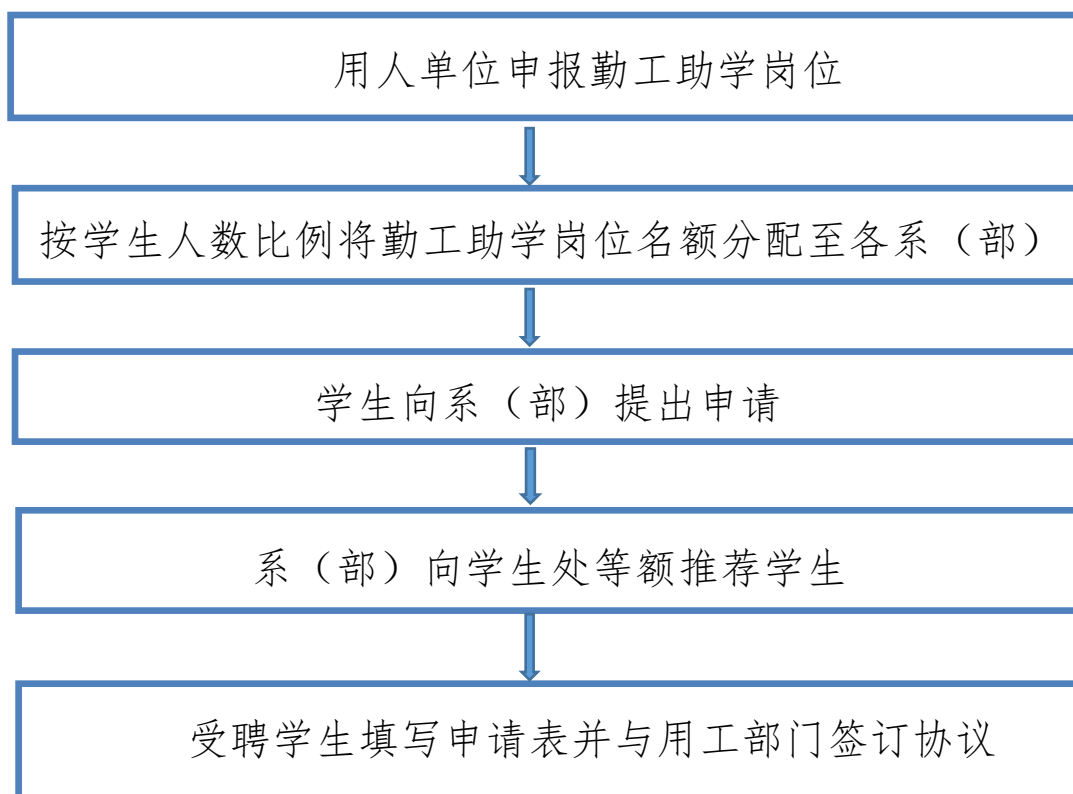 用人单位申报勤工助学岗位
按学生人数比例将勤工助学岗位名额分配至各系（部）
学生向系（部）提出申请
系（部）向学生处等额推荐学生
受聘学生填写申请表并与用工部门签订协议